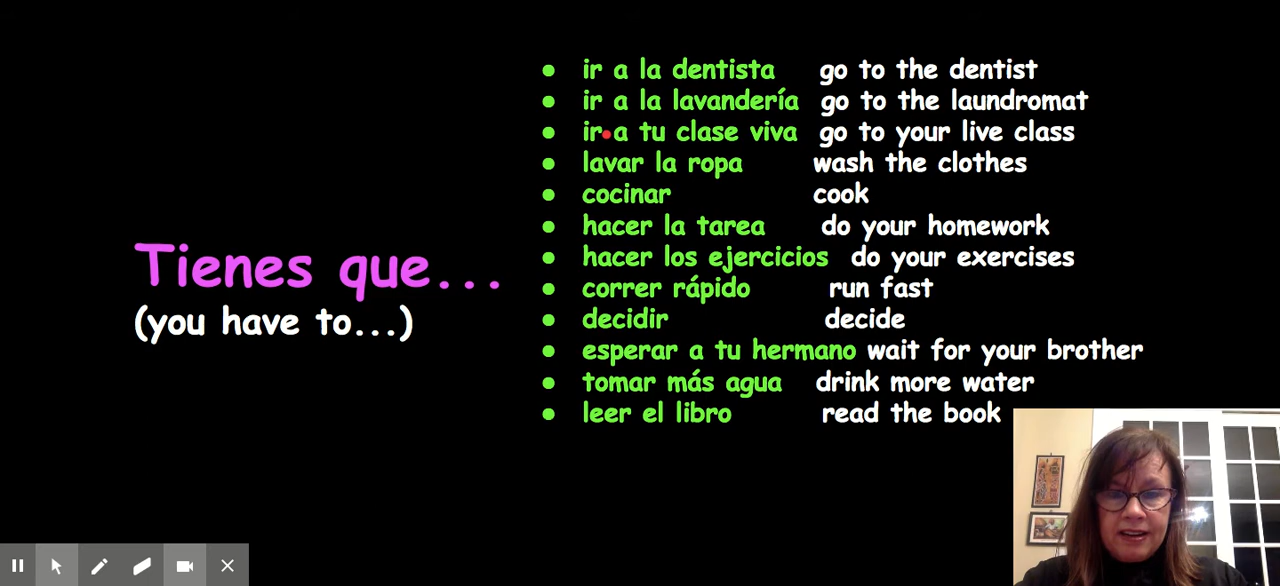 ir a la dentista go to the dentist
ir a la lavandería go to the laundromat
ir a tu clase viva go to your live class
lavar la ropa wash the clothes
cocinar cook
hacer la tarea do your homework
Tienes que...
hacer los ejercicios do your exercises
correr rápido run fast
(you have to...)
decidir decide
esperar a tu hermano wait for your brother
tomar más agua drink more water
leer el libro read the book